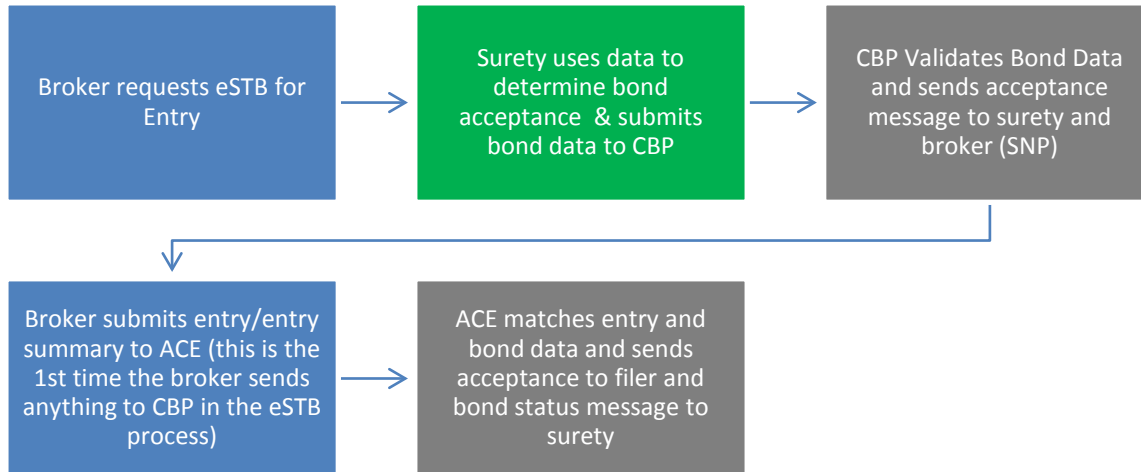 Broker requests eSTB for
Entry
Surety uses data to
determine bond
acceptance & submits
bond data to CBP
CBP Validates Bond Data
and sends acceptance
message to surety and
broker (SNP)
Broker submits entry/entry
summary to ACE (this is the
1st time the broker sends
anything to CBP in the eSTB
process)
ACE matches entry and
bond data and sends
acceptance to filer and
bond status message to
surety